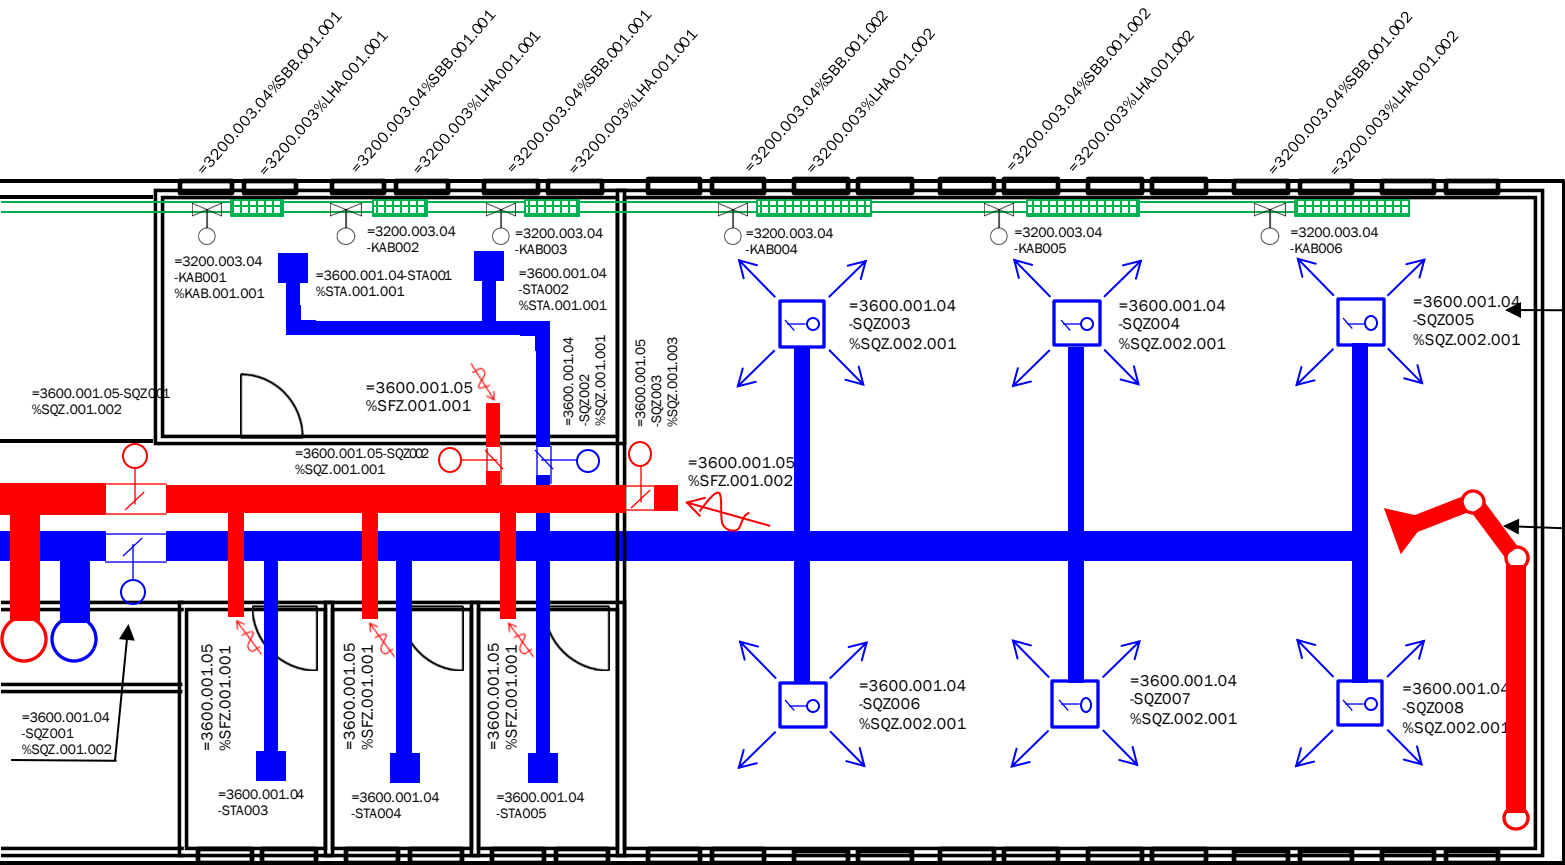 =3200.003.04%SBB.001.001
=3200.003%LHA.001.001
=3200.003.04%SBB.001.001
=3200.003%LHA.001.001
=3200.003.04%SBB.001.001
=3200.003%LHA.001.001
=3200.003.04%SBB.001.002
=3200.003%LHA.001.002
=3200.003.04%SBB.001.002
=3200.003%LHA.001.002
=3200.003.04%SBB.001.002
=3200.003%LHA.001.002
=3200.003.04
-KAB001
%KAB.001.001
=3200.003.04
-KAB002
=3200.003.04
-KAB003
=3200.003.04
-KAB004
=3200.003.04
-KAB005
=3200.003.04
-KAB006
=3600.001.04-STA001
%STA.001.001
=3600.001.04
-STA002
%STA.001.001
=3600.001.04
-SQZ003
%SQZ.002.001
=3600.001.04
-SQZ004
%SQZ.002.001
=3600.001.04
-SQZ005
%SQZ.002.001
=3600.001.05-SQZ001
%SQZ.001.002
=3600.001.05
%SFZ.001.001
=3600.001.04
-SQZ002
%SQZ.001.001
=3600.001.05
-SQZ003
%SQZ.001.003
=3600.001.05-SQZ002
%SQZ.001.001
=3600.001.05
%SFZ.001.002
=3600.001.04
-SQZ001
%SQZ.001.002
=3600.001.05
%SFZ.001.001
=3600.001.05
%SFZ.001.001
=3600.001.05
%SFZ.001.001
=3600.001.04
-SQZ006
%SQZ.002.001
=3600.001.04
-SQZ007
%SQZ.002.001
=3600.001.04
-SQZ008
%SQZ.002.001
=3600.001.04
-STA003
=3600.001.04
-STA004
=3600.001.04
-STA005